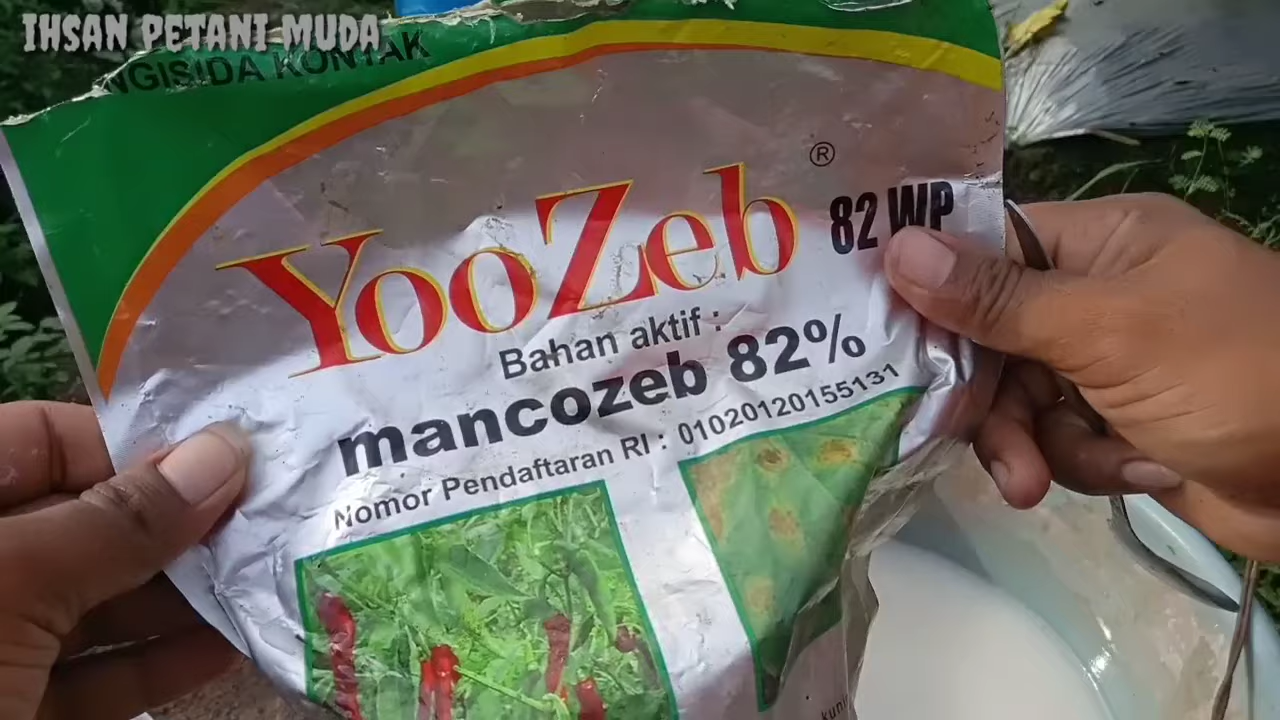 IHSAN PETANI MUDA
NGISIDA KONTAK
YooZeb ® 82 WP
Bahan aktif :
mancozeb 82%
Nomor Pendaftaran RI : 01020120155131